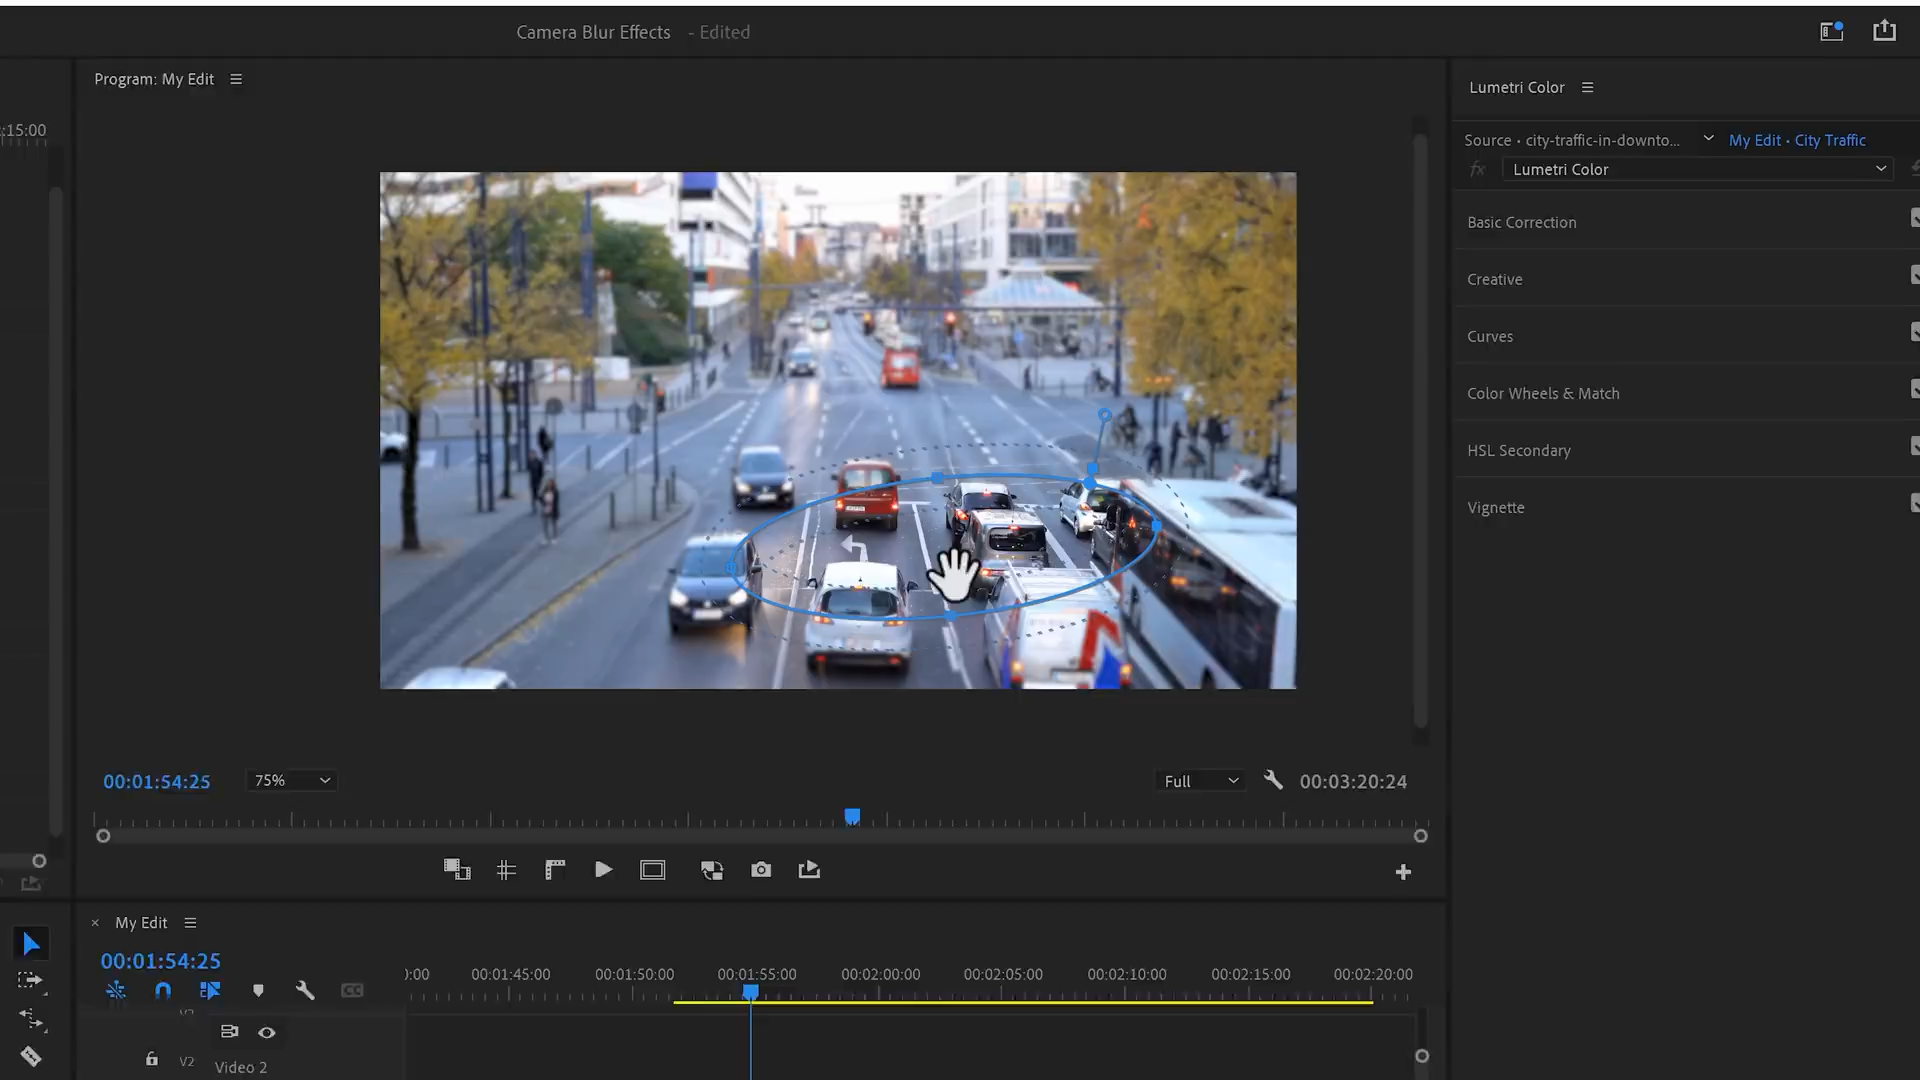 Camera Blur Effects - Edited
Program: My Edit
Lumetri Color
:15:00
Source • city-traffic-in-downto...
My Edit • City Traffic
fx
Lumetri Color
Basic Correction
Creative
Curves
Color Wheels & Match
HSL Secondary
Vignette
00:01:54:25
75%
Full
00:03:20:24
× My Edit
00:01:54:25
):00
00:01:45:00
00:01:50:00
00:01:55:00
00:02:00:00
00:02:05:00
00:02:10:00
00:02:15:00
00:02:20:00
CC
V2
Video 2